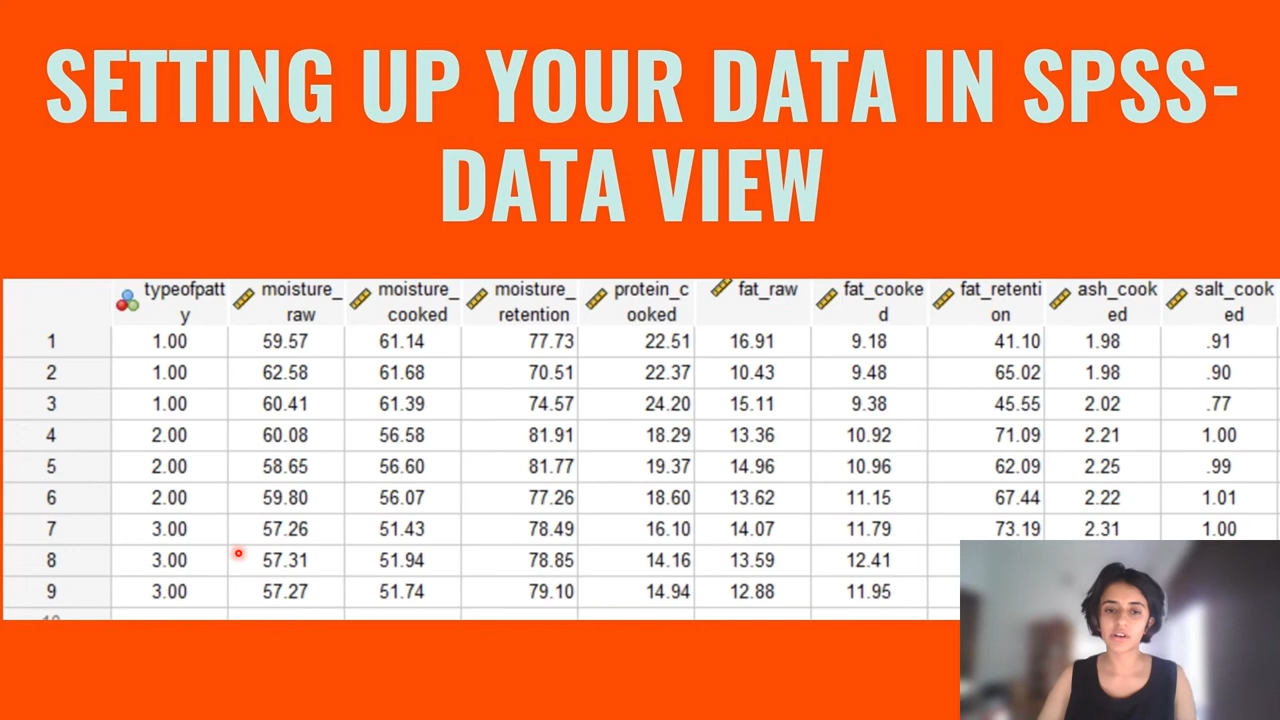 SETTING UP YOUR DATA IN SPSS-
DATA VIEW
typeofpatt moisture_ moisture_ moisture_ protein_c fat_raw fat_cooke fat_retenti ash_cook salt_cook
y raw cooked retention ooked d on ed ed
1 1.00 59.57 61.14 77.73 22.51 16.91 9.18 41.10 1.98 .91
2 1.00 62.58 61.68 70.51 22.37 10.43 9.48 65.02 1.98 .90
3 1.00 60.41 61.39 74.57 24.20 15.11 9.38 45.55 2.02 .77
4 2.00 60.08 56.58 81.91 18.29 13.36 10.92 71.09 2.21 1.00
5 2.00 58.65 56.60 81.77 19.37 14.96 10.96 62.09 2.25 .99
6 2.00 59.80 56.07 77.26 18.60 13.62 11.15 67.44 2.22 1.01
7 3.00 57.26 51.43 78.49 16.10 14.07 11.79 73.19 2.31 1.00
8 3.00 57.31 51.94 78.85 14.16 13.59 12.41
9 3.00 57.27 51.74 79.10 14.94 12.88 11.95